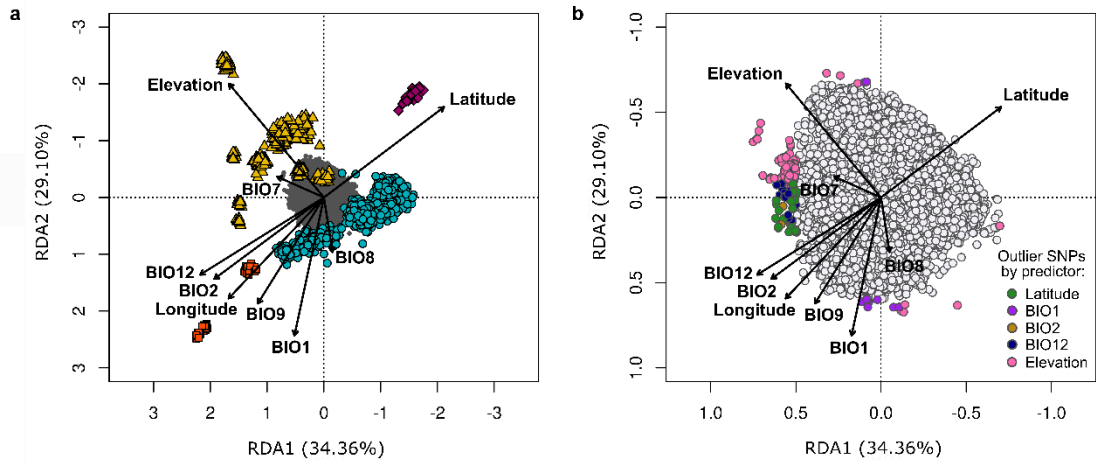 a
RDA2 (29.10%)
-3
-2
-1
0
1
2
3
Elevation
Latitude
BIO7
BIO8
BIO12
BIO2
Longitude
BIO9
BIO1
3
2
1
0
-1
-2
-3
RDA1 (34.36%)
b
RDA2 (29.10%)
-1.0
-0.5
0.0
0.5
1.0
Elevation
Latitude
BIO7
BIO8
BIO12
BIO2
Longitude
BIO9
BIO1
Outlier SNPs
by predictor:
Latitude
BIO1
BIO2
BIO12
Elevation
1.0
0.5
0.0
-0.5
-1.0
RDA1 (34.36%)